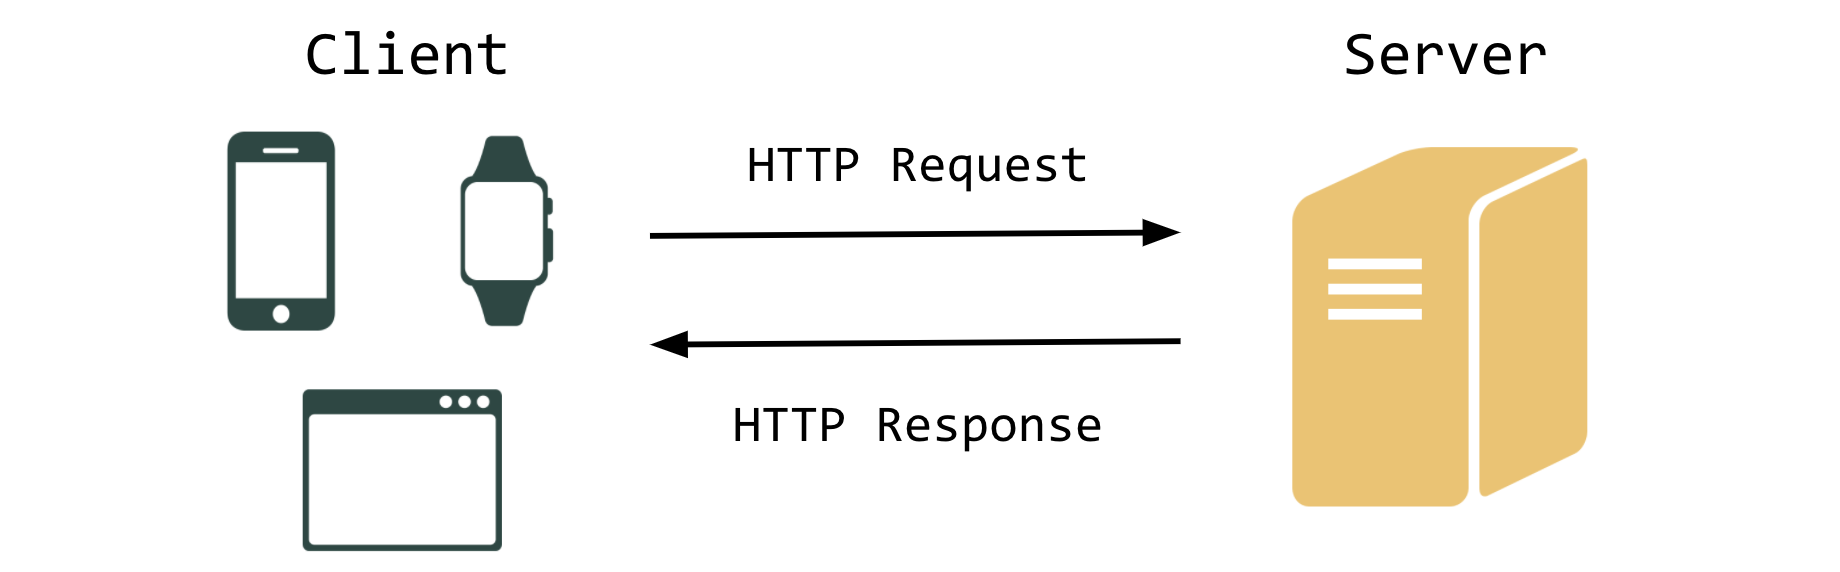 Client
Server
HTTP Request
HTTP Response